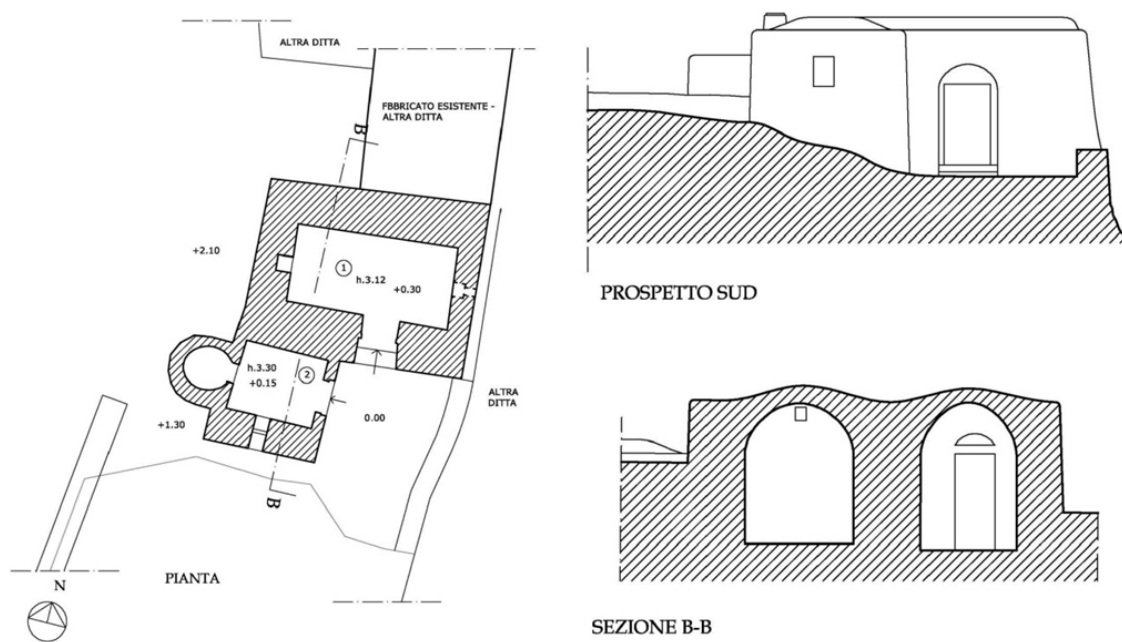 ALTRA DITTA
FBBRICATO ESISTENTE -
ALTRA DITTA
B
+2.10
1
h.3.12
+0.30
h.3.30
+0.15
2
+1.30
0.00
ALTRA
DITTA
B
N
PIANTA
PROSPETTO SUD
SEZIONE B-B